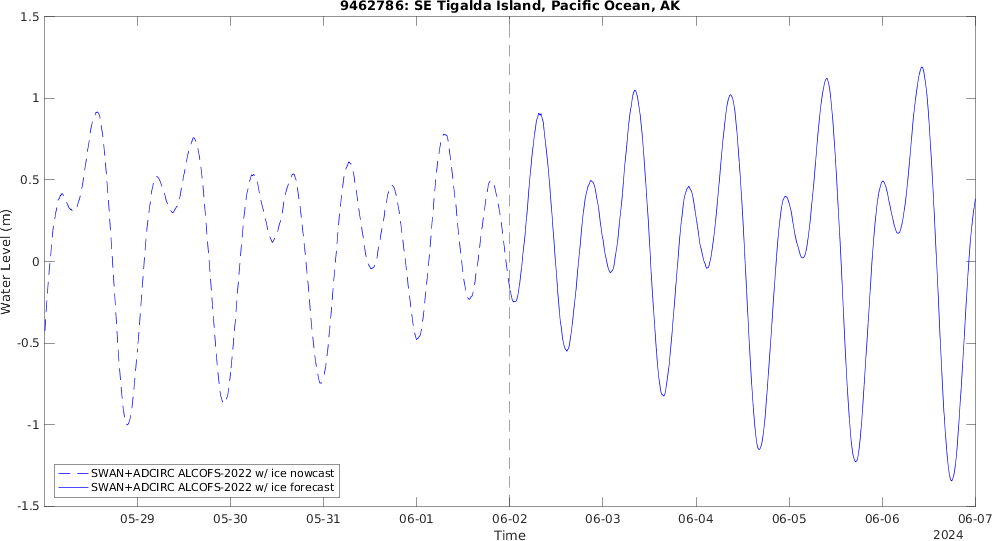 9462786: SE Tigalda Island, Pacific Ocean, AK
1.5
1
0.5
0
-0.5
-1
-1.5
Water Level (m)
SWAN+ADCIRC ALCOFS-2022 w/ ice nowcast
SWAN+ADCIRC ALCOFS-2022 w/ ice forecast
05-29 05-30 05-31 06-01 06-02 06-03 06-04 06-05 06-06 06-07
Time
2024